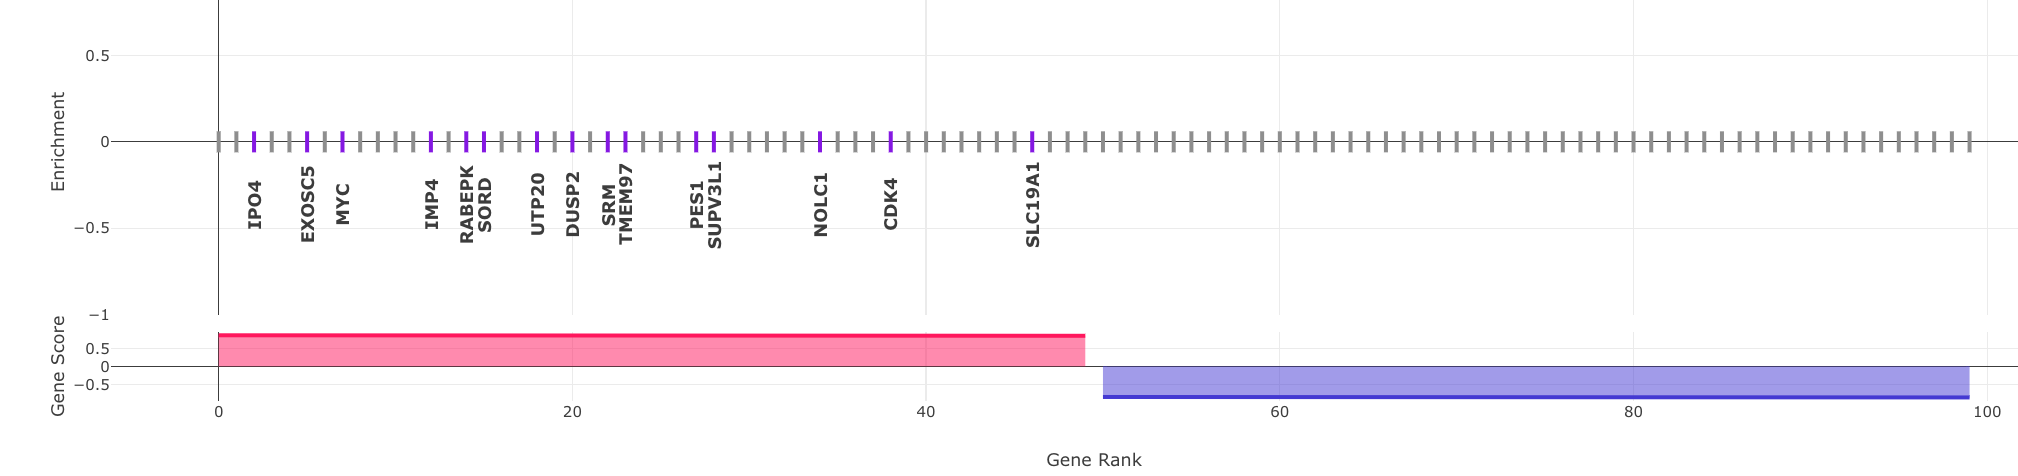 Enrichment
0.5
0
−0.5
−1
IPO4
EXOSC5
MYC
IMP4
RABEPK
SORD
UTP20
DUSP2
SRM
TMEM97
PES1
SUPV3L1
NOLC1
CDK4
SLC19A1
Gene Score
0.5
0
−0.5
0
20
40
60
80
100
Gene Rank